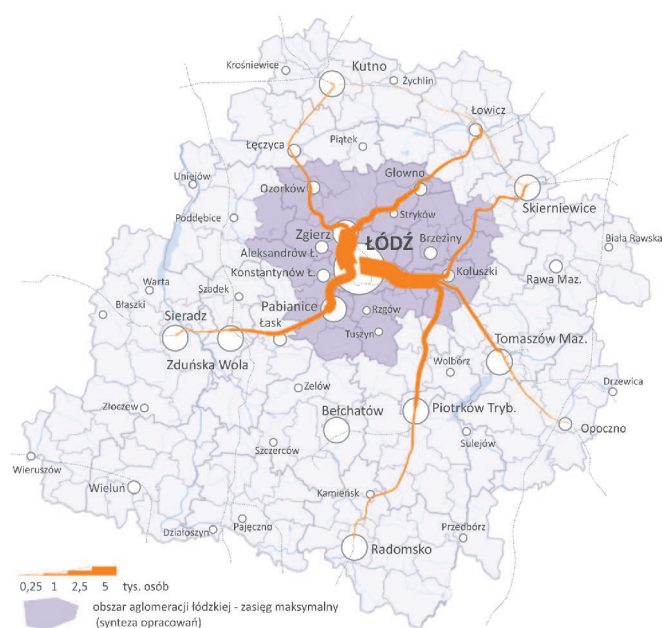 Krośniewice
Kutno
Żychlin
Łowicz
Łęczyca
Piątek
Uniejów
Ozorków
Głowno
Skierniewice
Poddębice
Stryków
Zgierz
ŁÓDŹ
Brzeziny
Biała Rawska
Aleksandrów Ł.
Konstantynów Ł.
Koluszki
Rawa Maz.
Warta
Szadek
Błaszki
Pabianice
Rzgów
Sieradz
Łask
Tuszyn
Tomaszów Maz.
Zduńska Wola
Wolbórz
Zelów
Drzewica
Złoczew
Bełchatów
Piotrków Tryb.
Opoczno
Szczerców
Sulejów
Wieruszów
Wieluń
Kamieńsk
Działoszyn
Pajęczno
Przedbórz
Radomsko
0,25 1 2,5 5 tys. osób
obszar aglomeracji łódzkiej - zasięg maksymalny
(synteza opracowań)